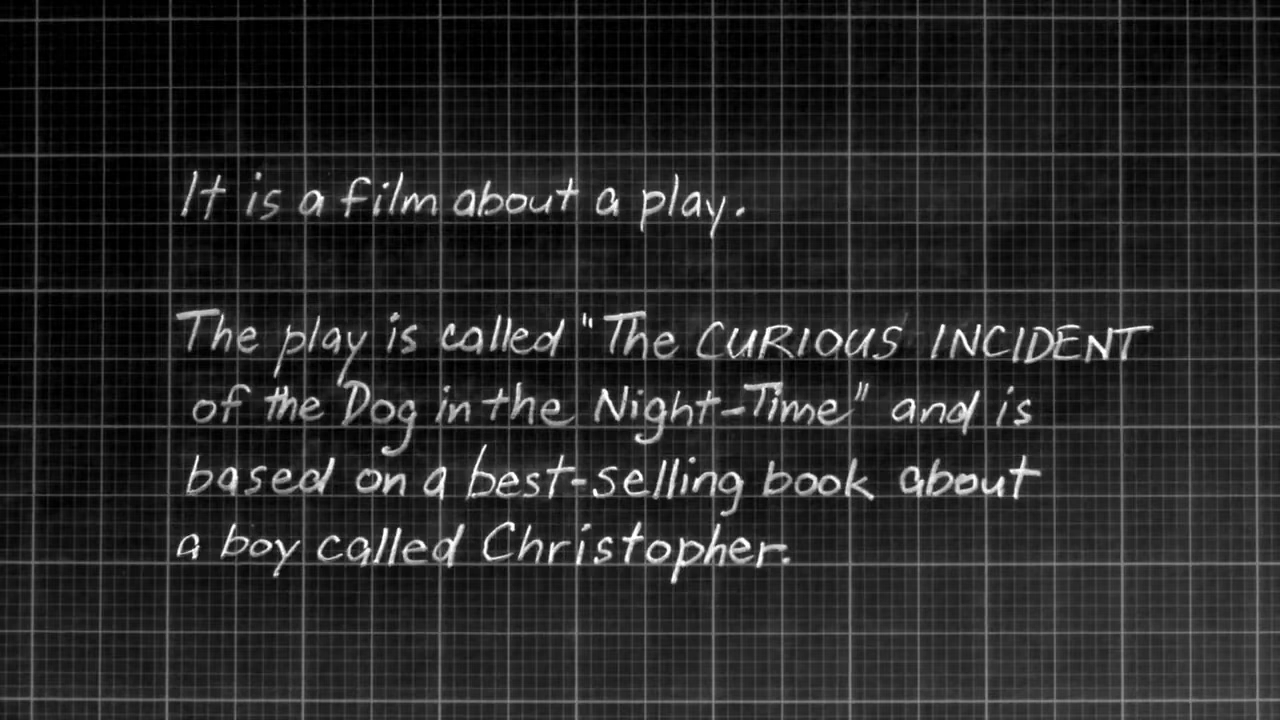 It is a film about a play.
The play is called "The CURIOUS INCIDENT
of the Dog in the Night-Time" and is
based on a best-selling book about
a boy called Christopher.